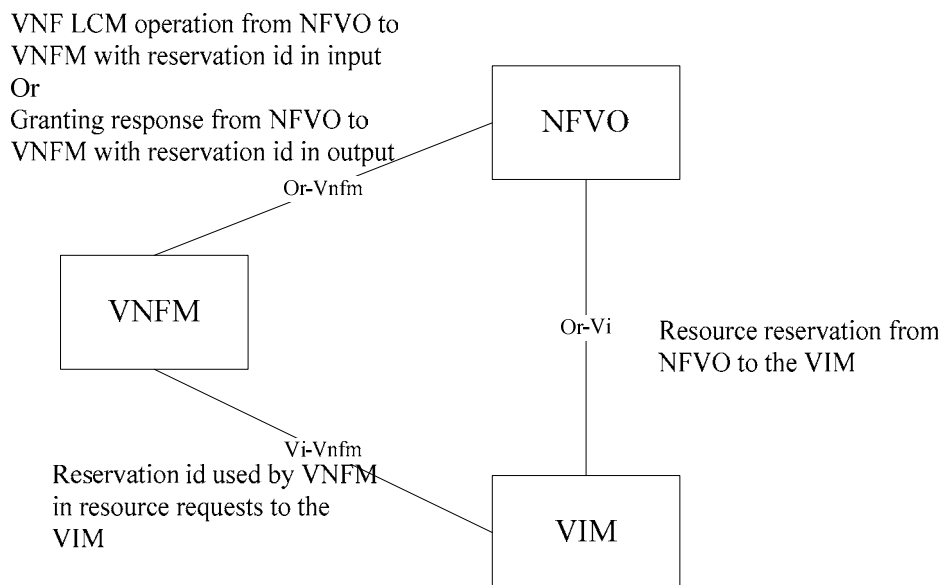 VNF LCM operation from NFVO to
VNFM with reservation id in input
Or
Granting response from NFVO to
VNFM with reservation id in output
NFVO
Or-Vnfm
VNFM
Or-Vi
Resource reservation from
NFVO to the VIM
Vi-Vnfm
Reservation id used by VNFM
in resource requests to the
VIM
VIM